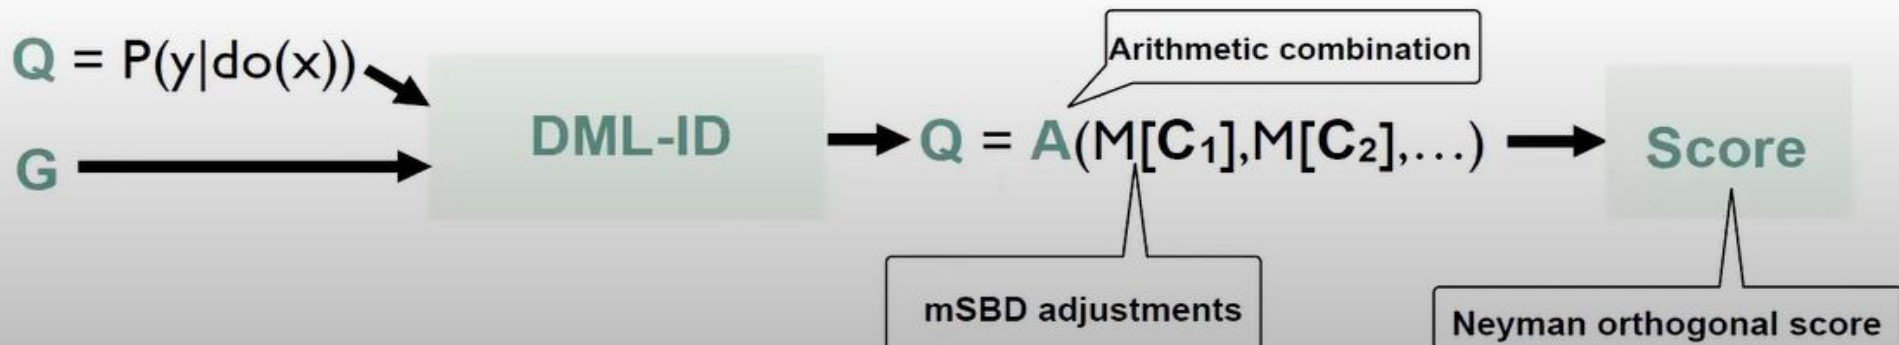 Arithmetic combination
Q = P(y|do(x))
DML-ID
Q = A(M[C₁],M[C₂],...)
Score
G
mSBD adjustments
Neyman orthogonal score